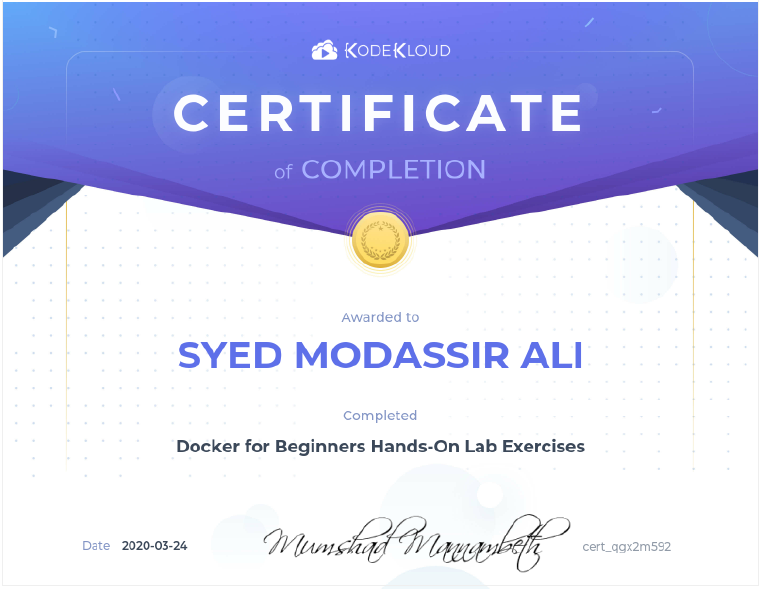 KODEKLOUD
CERTIFICATE
of COMPLETION
Awarded to
SYED MODASSIR ALI
Completed
Docker for Beginners Hands-On Lab Exercises
Date 2020-03-24
Mumshad Mannambeth
cert_qgx2m592